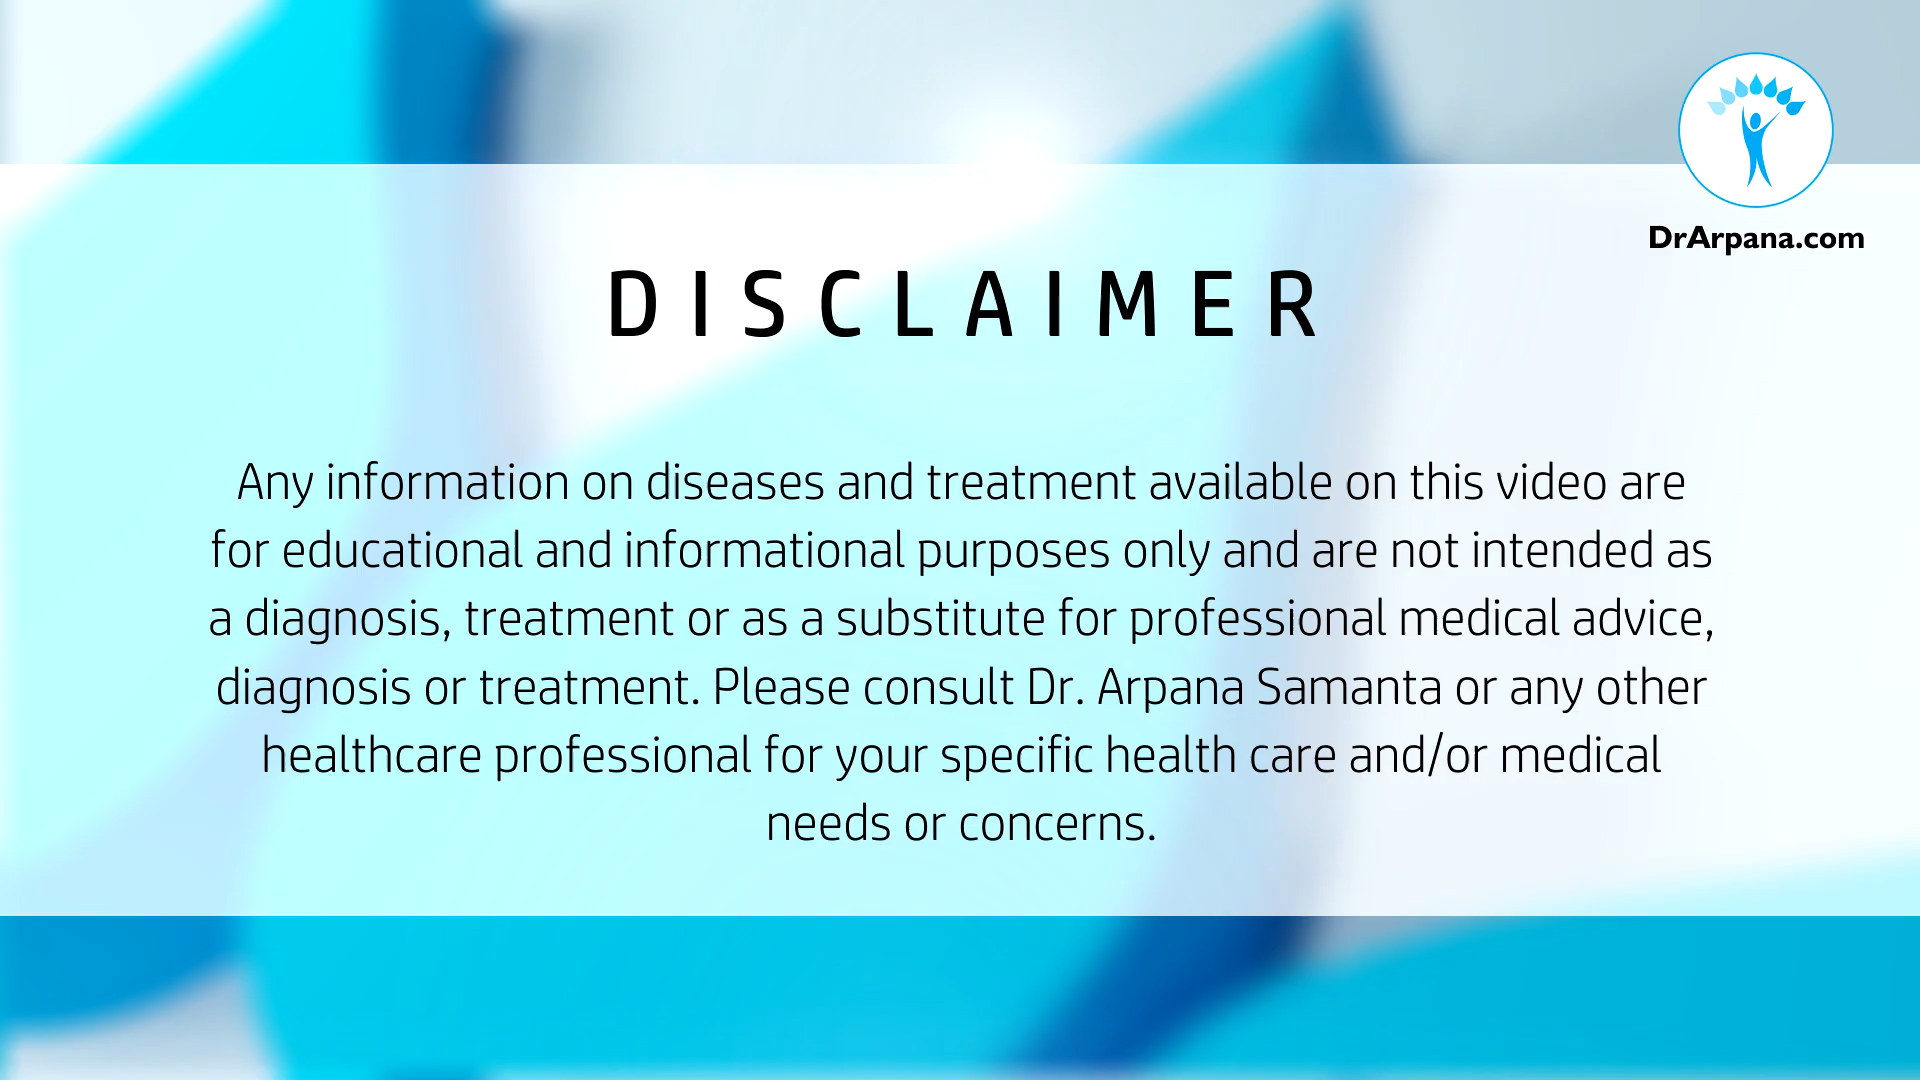 DrArpana.com
DISCLAIMER
Any information on diseases and treatment available on this video are
for educational and informational purposes only and are not intended as
a diagnosis, treatment or as a substitute for professional medical advice,
diagnosis or treatment. Please consult Dr. Arpana Samanta or any other
healthcare professional for your specific health care and/or medical
needs or concerns.